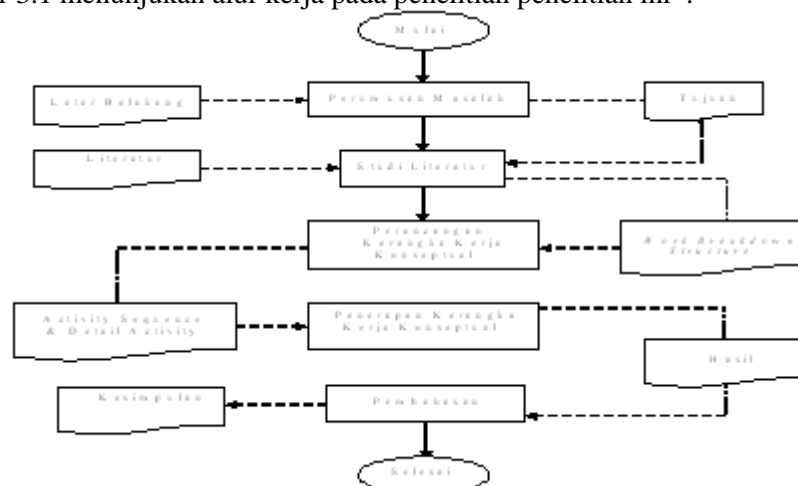 3.1 menunjukan alur kerja pada penelitian penelitian ini :
Mulai
Latar Belakang
Perumusan Masalah
Tujuan
Literatur
Studi Literatur
Perancangan
Kerangka Kerja
Konseptual
Work Breakdown
Structure
Activity Sequence
& Detail Activity
Penerapan Kerangka
Kerja Konseptual
Hasil
Kesimpulan
Pembahasan
Selesai